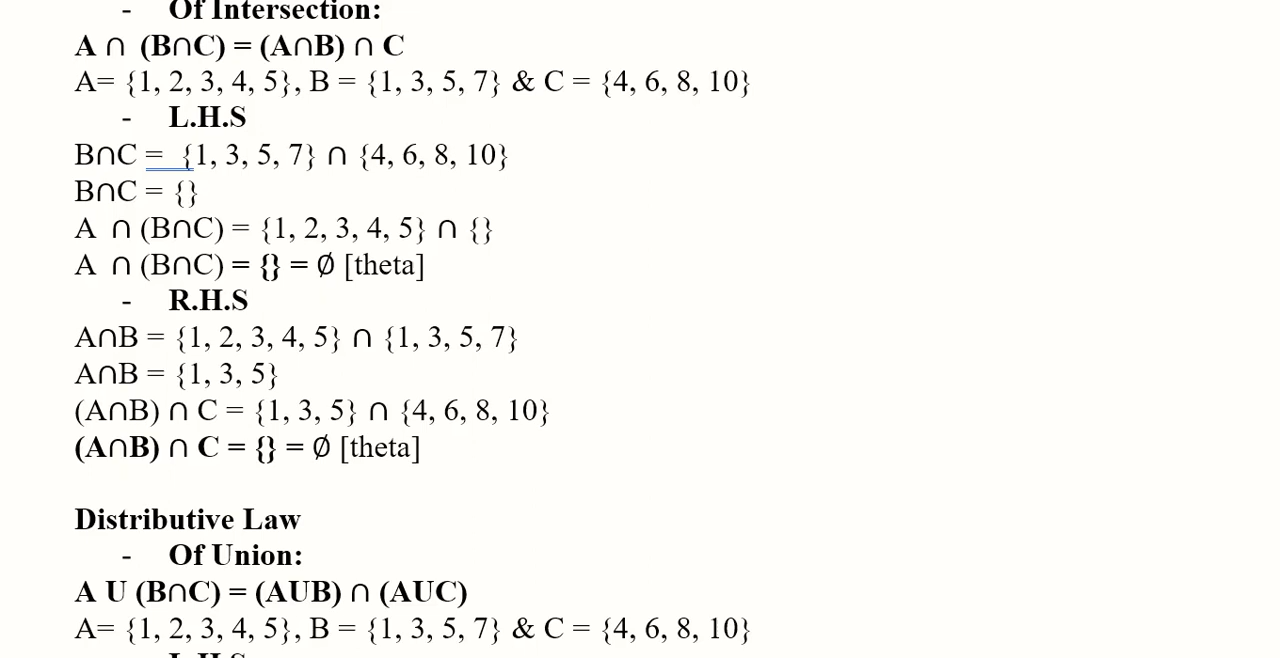 - Of Intersection:
A ∩ (B∩C) = (A∩B) ∩ C
A= {1, 2, 3, 4, 5}, B = {1, 3, 5, 7} & C = {4, 6, 8, 10}
- L.H.S
B∩C = {1, 3, 5, 7} ∩ {4, 6, 8, 10}
B∩C = {}
A ∩ (B∩C) = {1, 2, 3, 4, 5} ∩ {}
A ∩ (B∩C) = {} = ∅ [theta]
- R.H.S
A∩B = {1, 2, 3, 4, 5} ∩ {1, 3, 5, 7}
A∩B = {1, 3, 5}
(A∩B) ∩ C = {1, 3, 5} ∩ {4, 6, 8, 10}
(A∩B) ∩ C = {} = ∅ [theta]
Distributive Law
- Of Union:
A U (B∩C) = (AUB) ∩ (AUC)
A= {1, 2, 3, 4, 5}, B = {1, 3, 5, 7} & C = {4, 6, 8, 10}